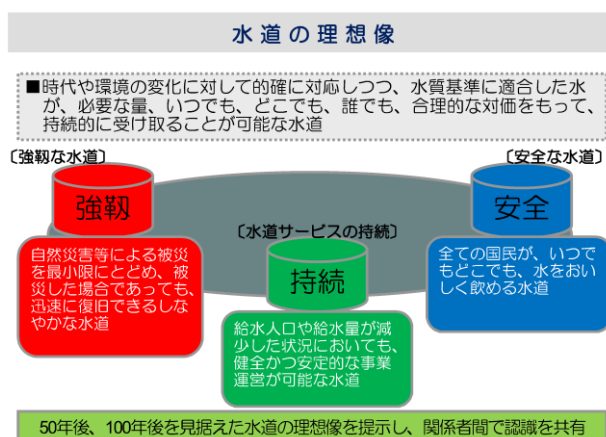 水道の理想像
■時代や環境の変化に対して的確に対応しつつ、水質基準に適合した水
が、必要な量、いつでも、どこでも、誰でも、合理的な対価をもって、
持続的に受け取ることが可能な水道
〔強靱な水道〕
強靱
自然災害等による被災
を最小限にとどめ、被
災した場合であっても、
迅速に復旧できるしな
やかな水道
〔水道サービスの持続〕
持続
給水人口や給水量が減
少した状況においても、
健全かつ安定的な事業
運営が可能な水道
〔安全な水道〕
安全
全ての国民が、いつで
もどこでも、水をおい
しく飲める水道
50年後、100年後を見据えた水道の理想像を提示し、関係者間で認識を共有